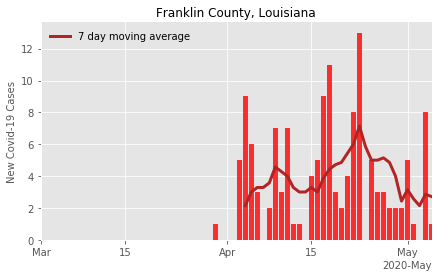 Franklin County, Louisiana
7 day moving average
New Covid-19 Cases
12
10
8
6
4
2
0
Mar
15
Apr
15
May
2020-May